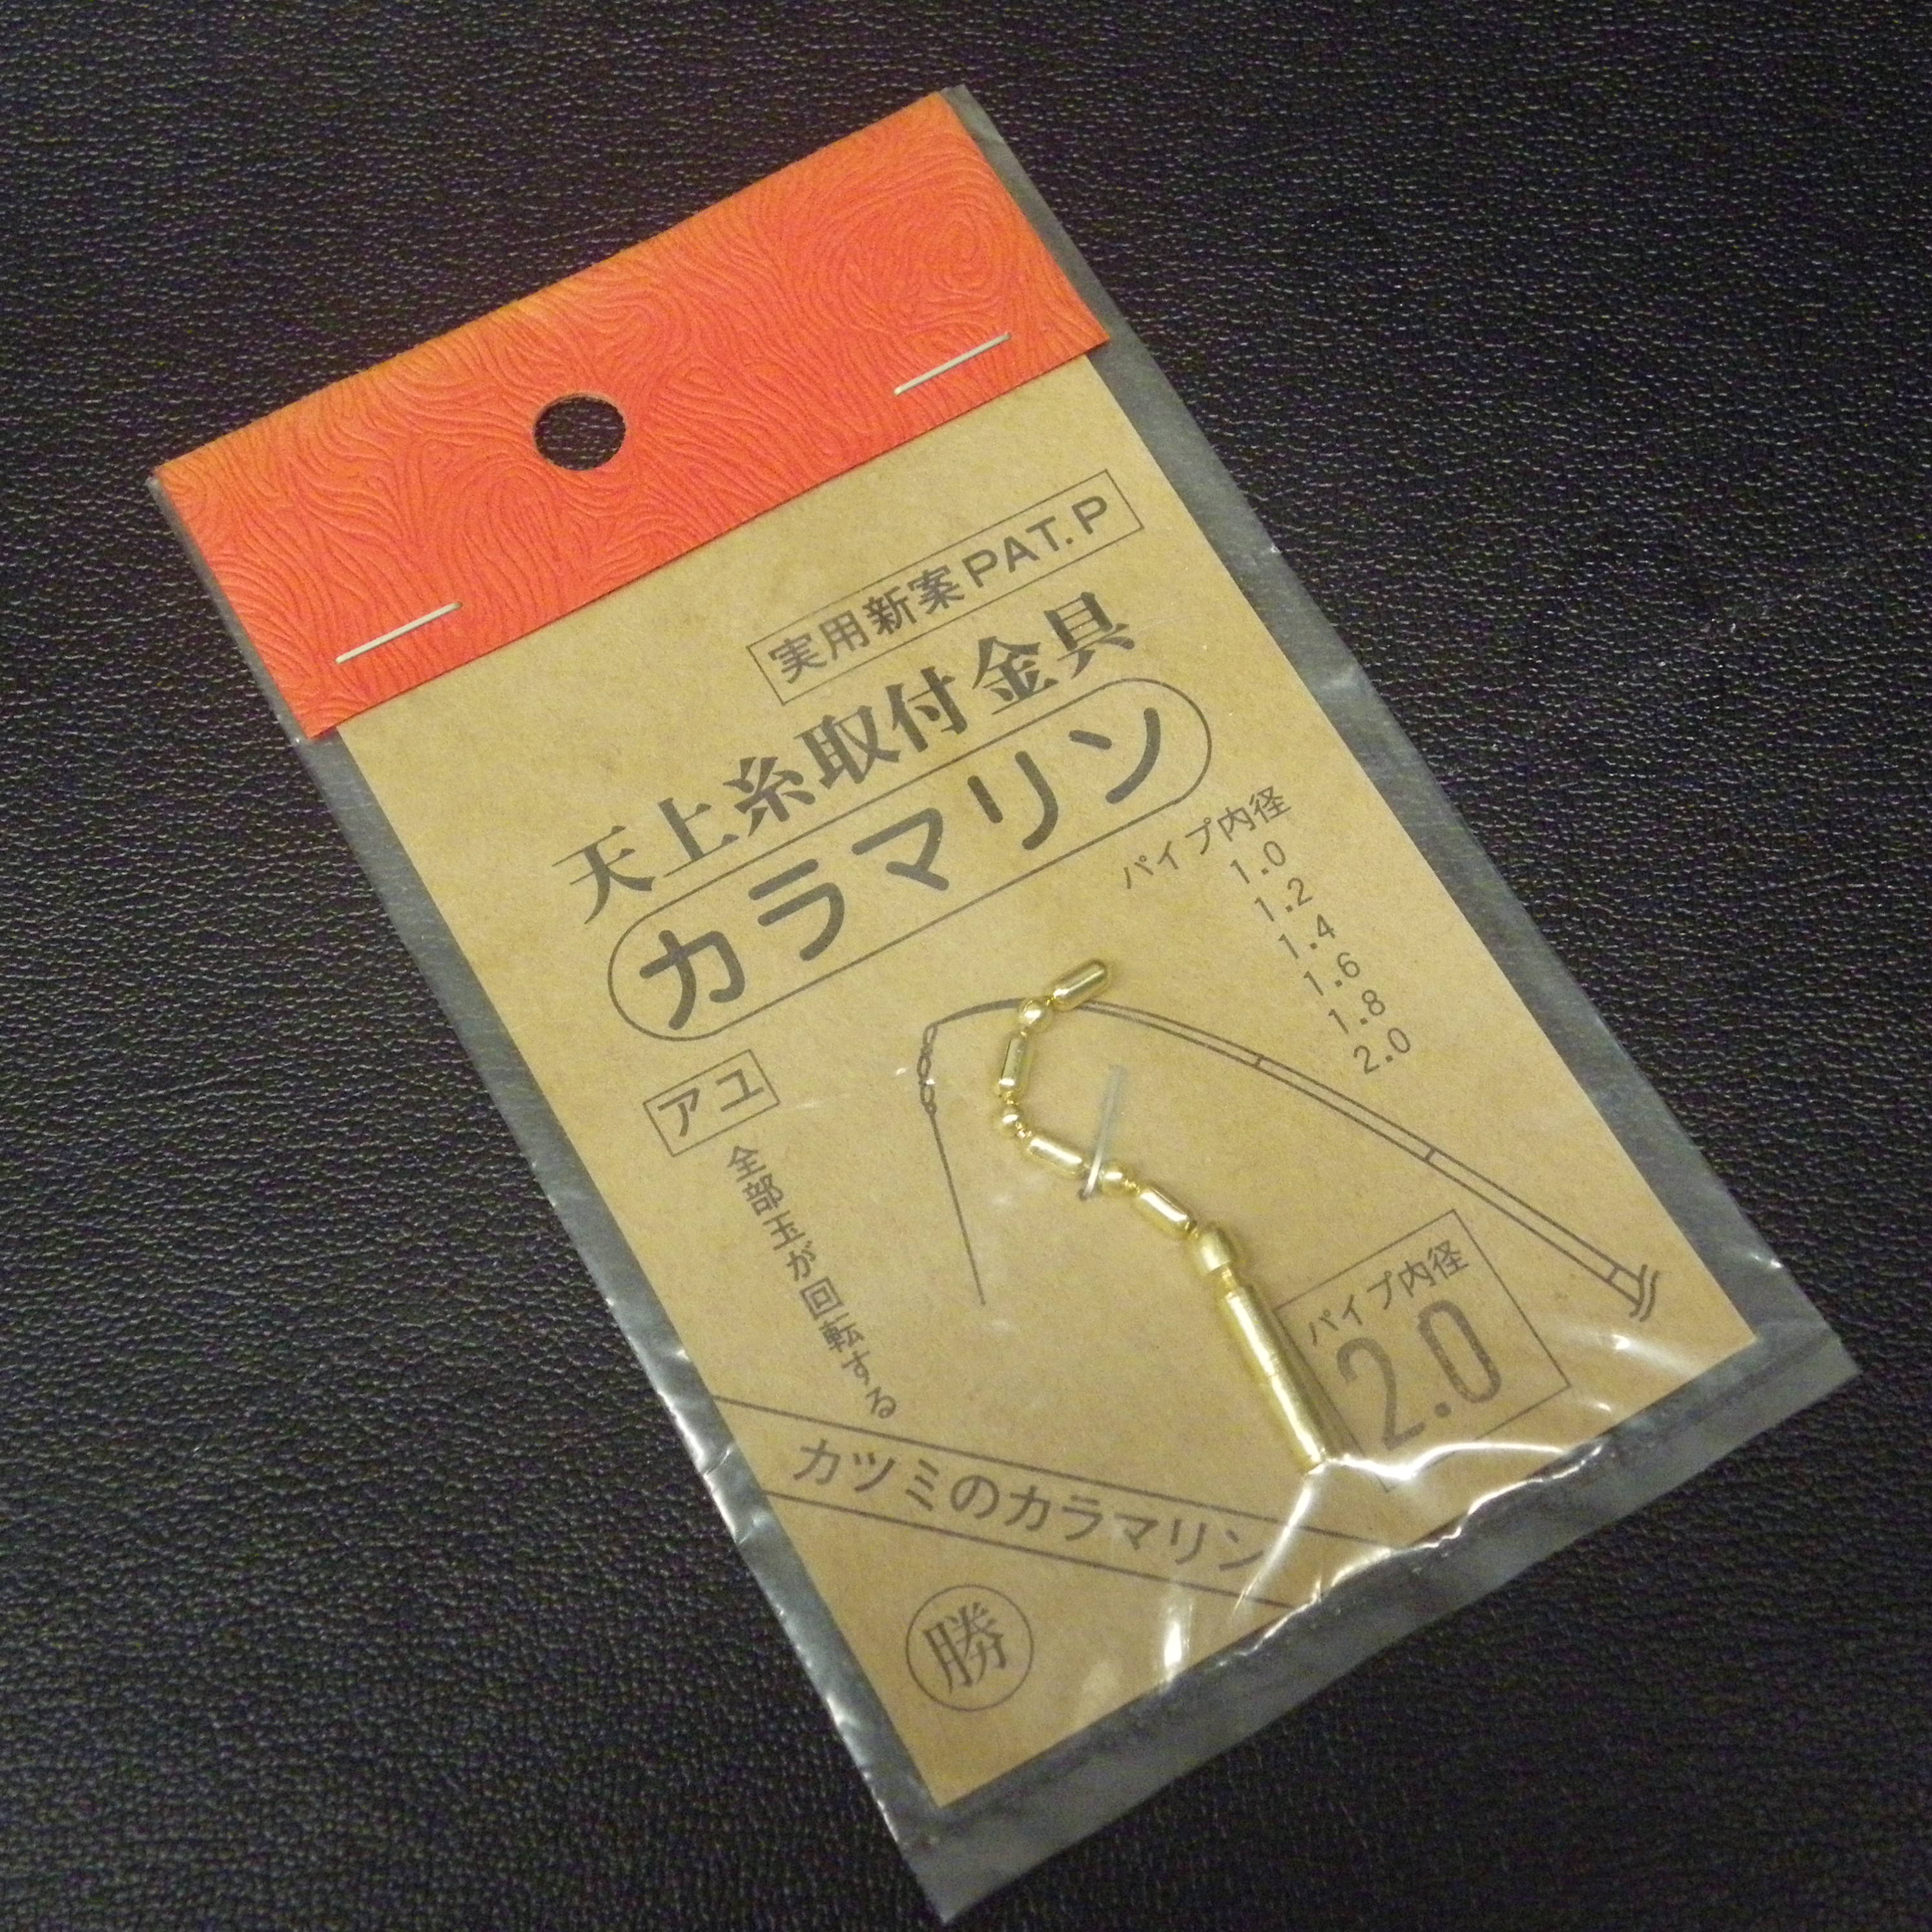 実用新案PAT.P
天上糸取付金具
カラマリン
パイプ内径
1.0
1.2
1.4
1.6
1.8
2.0
アユ
全部玉が回転する
パイプ内径
2.0
カツミのカラマリン
勝